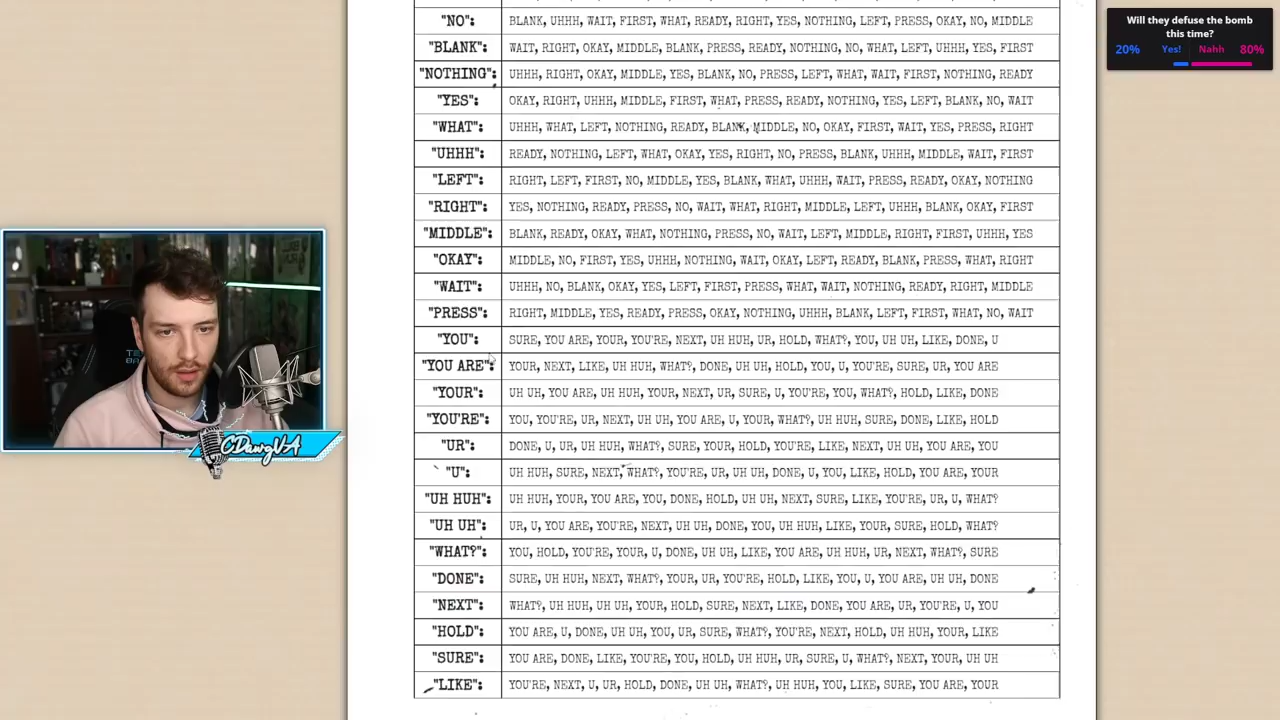 "NO": BLANK, UHHH, WAIT, FIRST, WHAT, READY, RIGHT, YES, NOTHING, LEFT, PRESS, OKAY, NO, MIDDLE
"BLANK": WAIT, RIGHT, OKAY, MIDDLE, BLANK, PRESS, READY, NOTHING, NO, WHAT, LEFT, UHHH, YES, FIRST
"NOTHING": UHHH, RIGHT, OKAY, MIDDLE, YES, BLANK, NO, PRESS, LEFT, WHAT, WAIT, FIRST, NOTHING, READY
"YES": OKAY, RIGHT, UHHH, MIDDLE, FIRST, WHAT, PRESS, READY, NOTHING, YES, LEFT, BLANK, NO, WAIT
"WHAT": UHHH, WHAT, LEFT, NOTHING, READY, BLANK, MIDDLE, NO, OKAY, FIRST, WAIT, YES, PRESS, RIGHT
"UHHH": READY, NOTHING, LEFT, WHAT, OKAY, YES, RIGHT, NO, PRESS, BLANK, UHHH, MIDDLE, WAIT, FIRST
"LEFT": RIGHT, LEFT, FIRST, NO, MIDDLE, YES, BLANK, WHAT, UHHH, WAIT, PRESS, READY, OKAY, NOTHING
"RIGHT": YES, NOTHING, READY, PRESS, NO, WAIT, WHAT, RIGHT, MIDDLE, LEFT, UHHH, BLANK, OKAY, FIRST
"MIDDLE": BLANK, READY, OKAY, WHAT, NOTHING, PRESS, NO, WAIT, LEFT, MIDDLE, RIGHT, FIRST, UHHH, YES
"OKAY": MIDDLE, NO, FIRST, YES, UHHH, NOTHING, WAIT, OKAY, LEFT, READY, BLANK, PRESS, WHAT, RIGHT
"WAIT": UHHH, NO, BLANK, OKAY, YES, LEFT, FIRST, PRESS, WHAT, WAIT, NOTHING, READY, RIGHT, MIDDLE
"PRESS": RIGHT, MIDDLE, YES, READY, PRESS, OKAY, NOTHING, UHHH, BLANK, LEFT, FIRST, WHAT, NO, WAIT
"YOU": SURE, YOU ARE, YOUR, YOU'RE, NEXT, UH HUH, UR, HOLD, WHAT?, YOU, UH UH, LIKE, DONE, U
"YOU ARE": YOUR, NEXT, LIKE, UH HUH, WHAT?, DONE, UH UH, HOLD, YOU, U, YOU'RE, SURE, UR, YOU ARE
"YOUR": UH UH, YOU ARE, UH HUH, YOUR, NEXT, UR, SURE, U, YOU'RE, YOU, WHAT?, HOLD, LIKE, DONE
"YOU'RE": YOU, YOU'RE, UR, NEXT, UH UH, YOU ARE, U, YOUR, WHAT?, UH HUH, SURE, DONE, LIKE, HOLD
"UR": DONE, U, UR, UH HUH, WHAT?, SURE, YOUR, HOLD, YOU'RE, LIKE, NEXT, UH UH, YOU ARE, YOU
"U": UH HUH, SURE, NEXT, WHAT?, YOU'RE, UR, UH UH, DONE, U, YOU, LIKE, HOLD, YOU ARE, YOUR
"UH HUH": UH HUH, YOUR, YOU ARE, YOU, DONE, HOLD, UH UH, NEXT, SURE, LIKE, YOU'RE, UR, U, WHAT?
"UH UH": UR, U, YOU ARE, YOU'RE, NEXT, UH UH, DONE, YOU, UH HUH, LIKE, YOUR, SURE, HOLD, WHAT?
"WHAT?": YOU, HOLD, YOU'RE, YOUR, U, DONE, UH UH, LIKE, YOU ARE, UH HUH, UR, NEXT, WHAT?, SURE
"DONE": SURE, UH HUH, NEXT, WHAT?, YOUR, UR, YOU'RE, HOLD, LIKE, YOU, U, YOU ARE, UH UH, DONE
"NEXT": WHAT?, UH HUH, UH UH, YOUR, HOLD, SURE, NEXT, LIKE, DONE, YOU ARE, UR, YOU'RE, U, YOU
"HOLD": YOU ARE, U, DONE, UH UH, YOU, UR, SURE, WHAT?, YOU'RE, NEXT, HOLD, UH HUH, YOUR, LIKE
"SURE": YOU ARE, DONE, LIKE, YOU'RE, YOU, HOLD, UH HUH, UR, SURE, U, WHAT?, NEXT, YOUR, UH UH
"LIKE": YOU'RE, NEXT, U, UR, HOLD, DONE, UH UH, WHAT?, UH HUH, YOU, LIKE, SURE, YOU ARE, YOUR
Will they defuse the bomb
this time?
20% Yes! Nahh 80%
CDawgVA